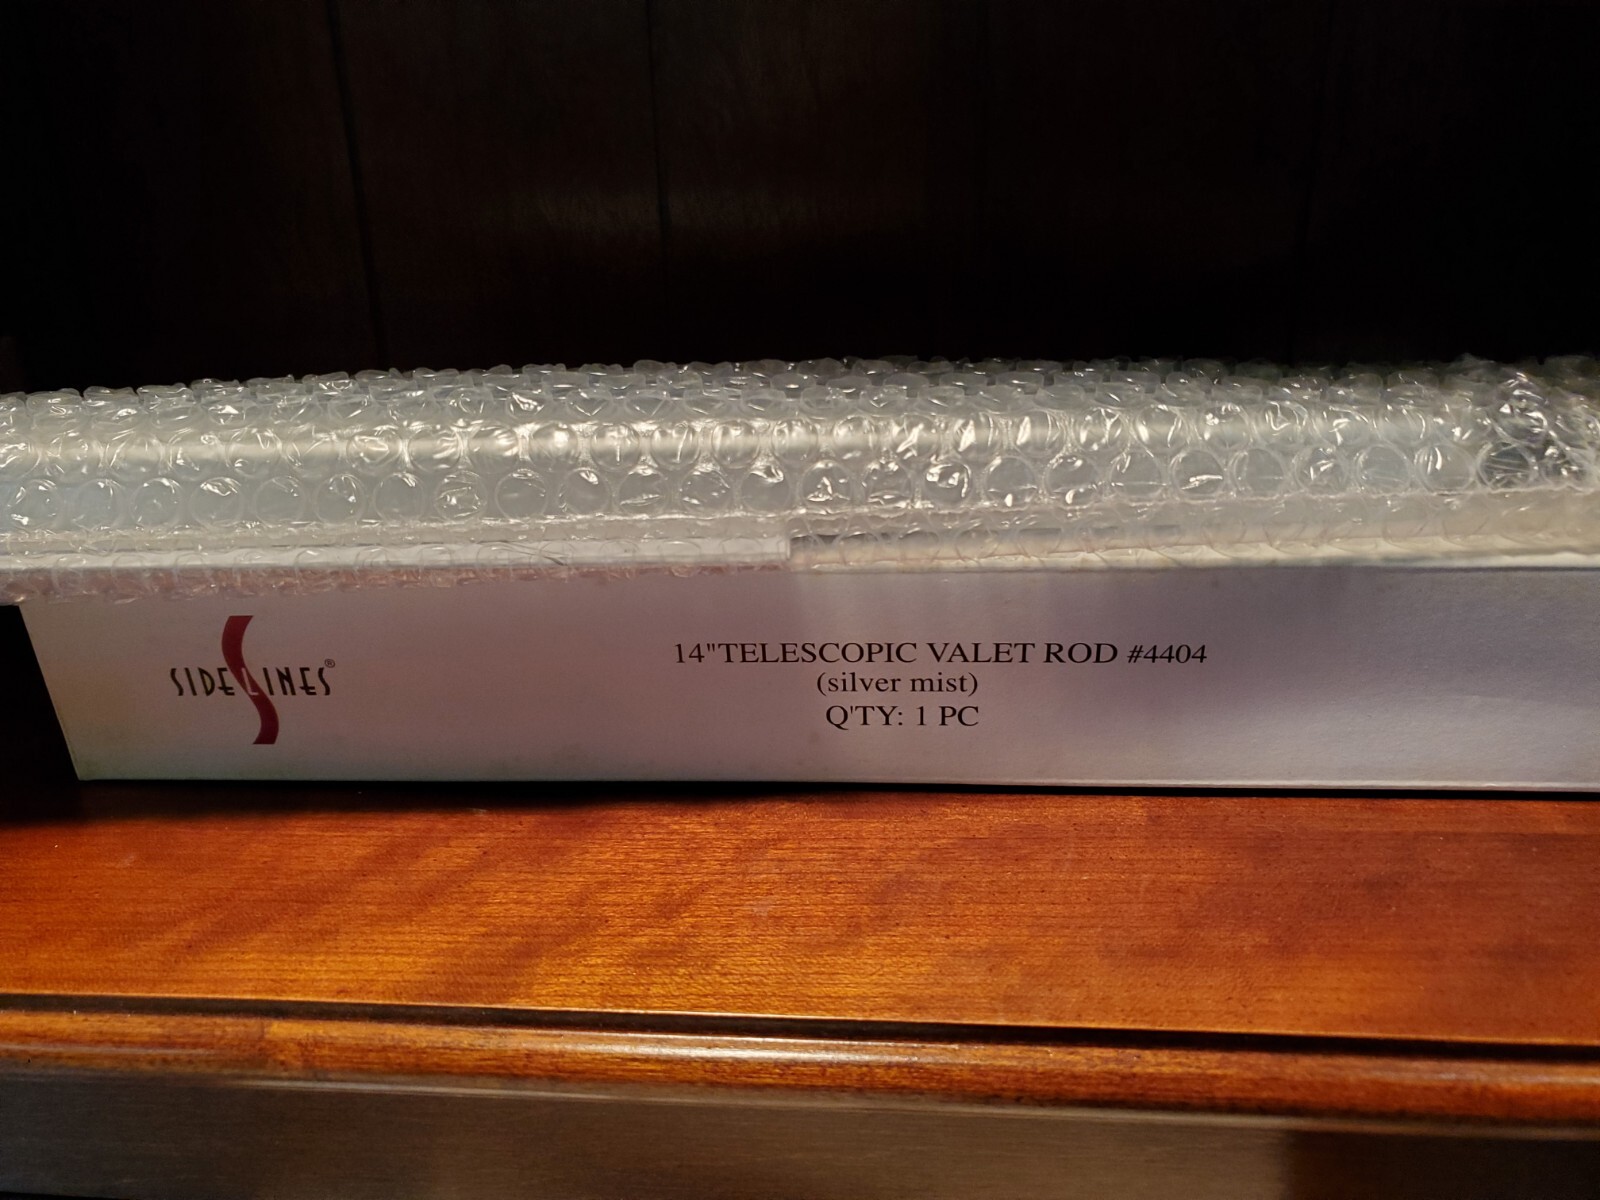 SIDELINES®
14"TELESCOPIC VALET ROD #4404
(silver mist)
Q'TY: 1 PC